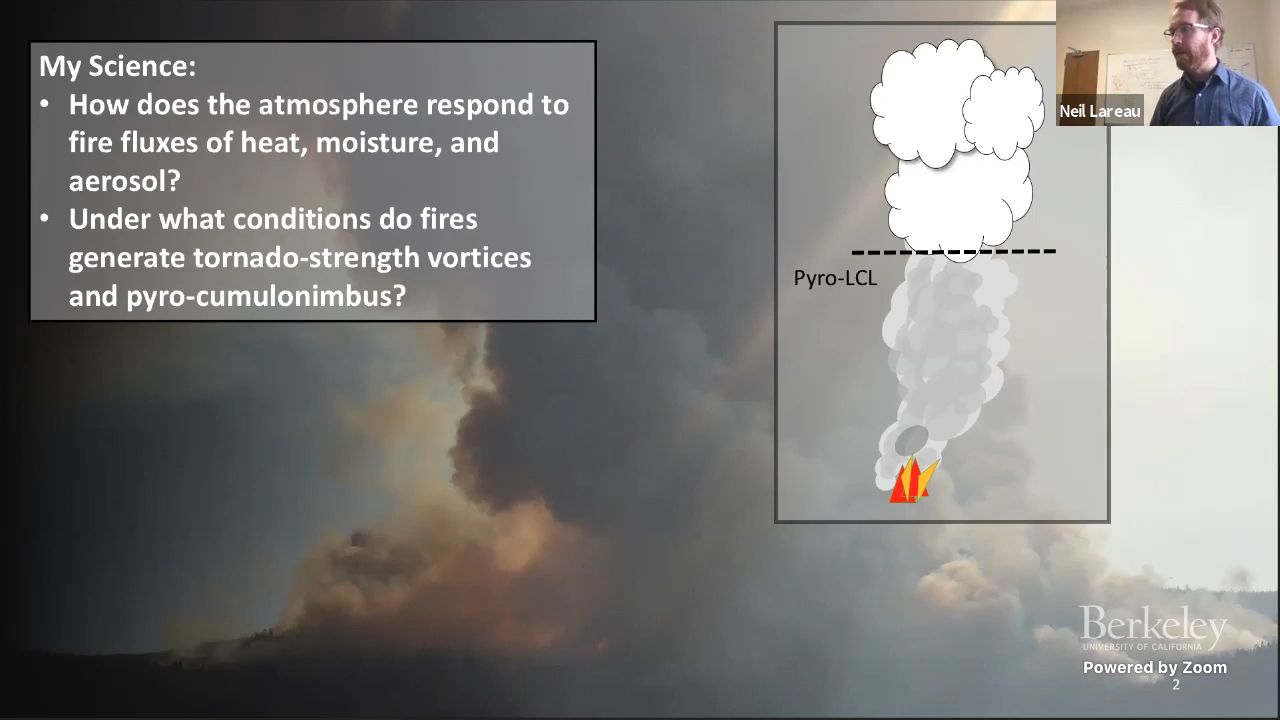 My Science:
• How does the atmosphere respond to
fire fluxes of heat, moisture, and
aerosol?
• Under what conditions do fires
generate tornado-strength vortices
and pyro-cumulonimbus?
Pyro-LCL
Neil Lareau
Berkeley
UNIVERSITY OF CALIFORNIA
Powered by Zoom
2